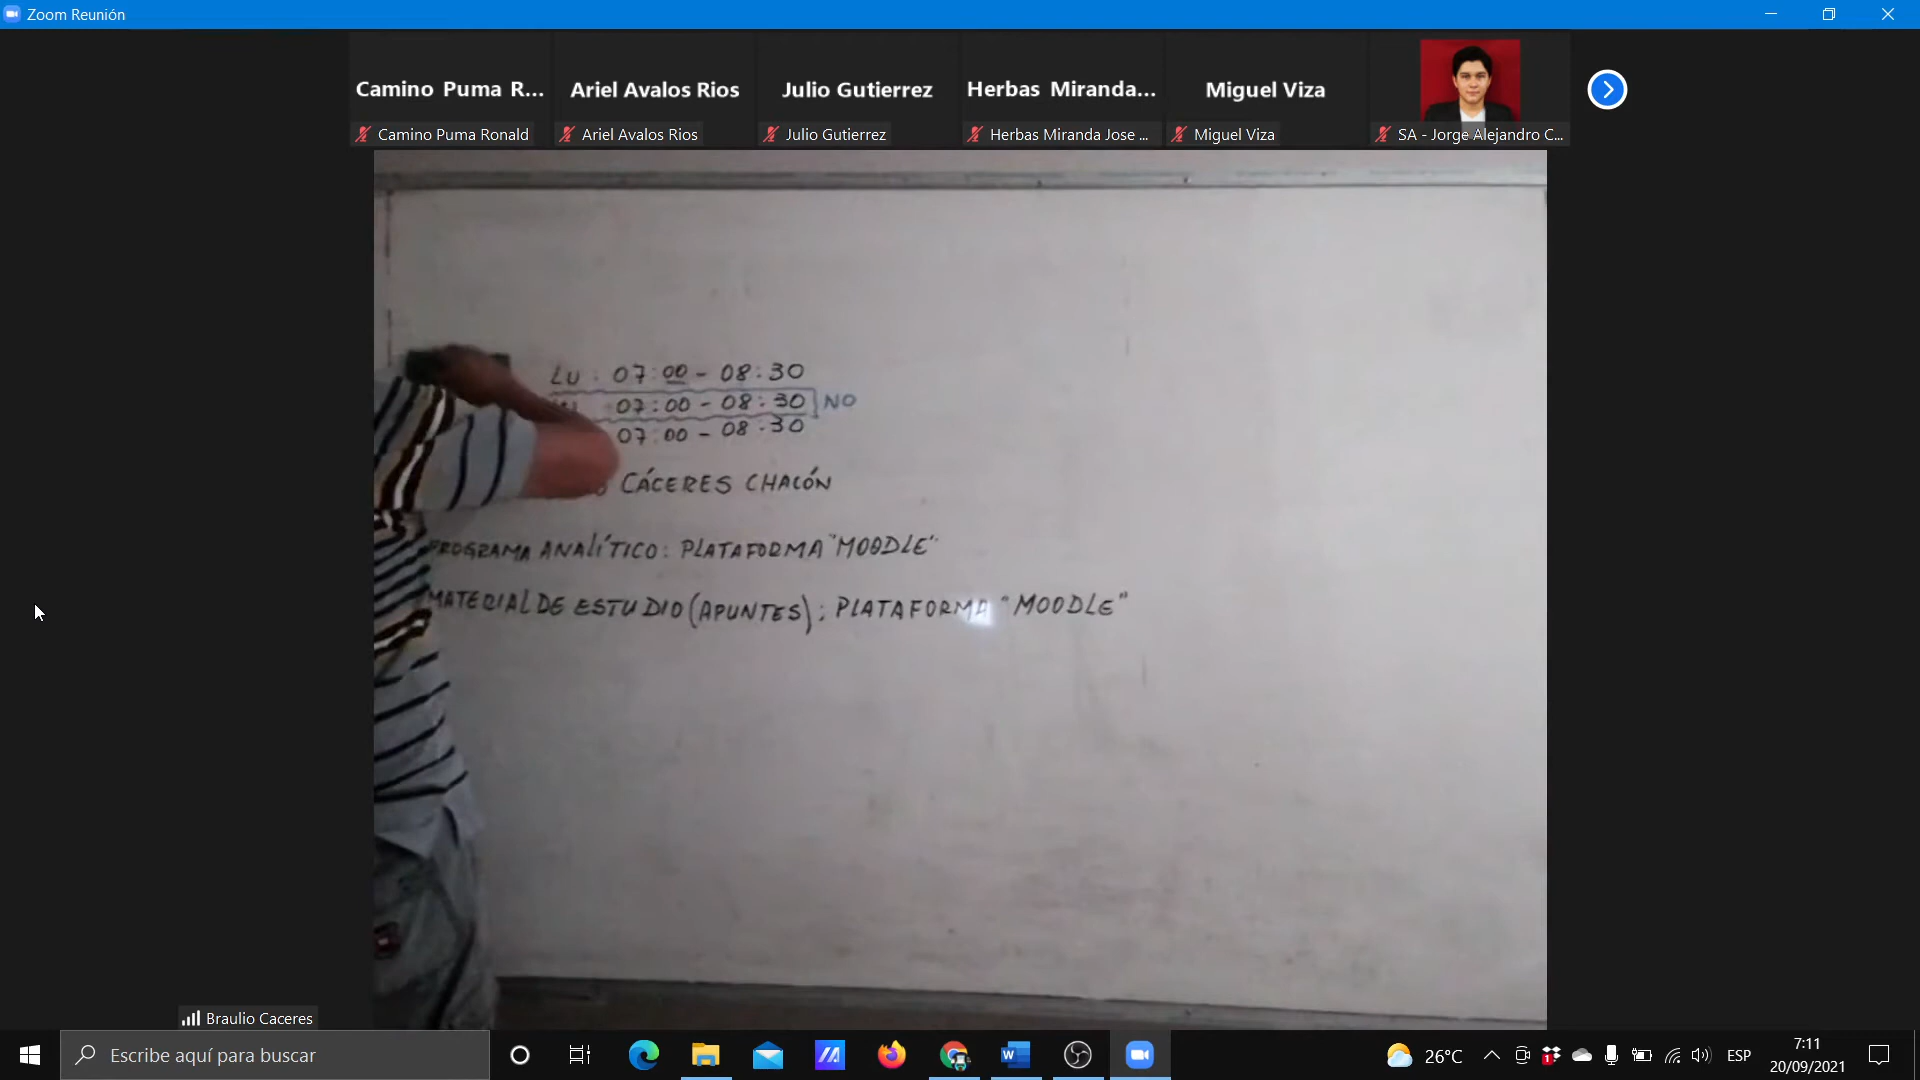 Zoom Reunión
Camino Puma R...
Ariel Avalos Rios
Julio Gutierrez
Herbas Miranda...
Miguel Viza
Camino Puma Ronald
Ariel Avalos Rios
Julio Gutierrez
Herbas Miranda Jose ...
Miguel Viza
SA - Jorge Alejandro C...
LU : 07:00 - 08:30
07:00 - 08:30 NO
07:00 - 08:30
CÁCERES CHACÓN
PROGRAMA ANALÍTICO: PLATAFORMA "MOODLE"
MATERIAL DE ESTUDIO (APUNTES): PLATAFORMA "MOODLE"
Braulio Caceres
Escribe aquí para buscar
26°C
ESP
7:11
20/09/2021